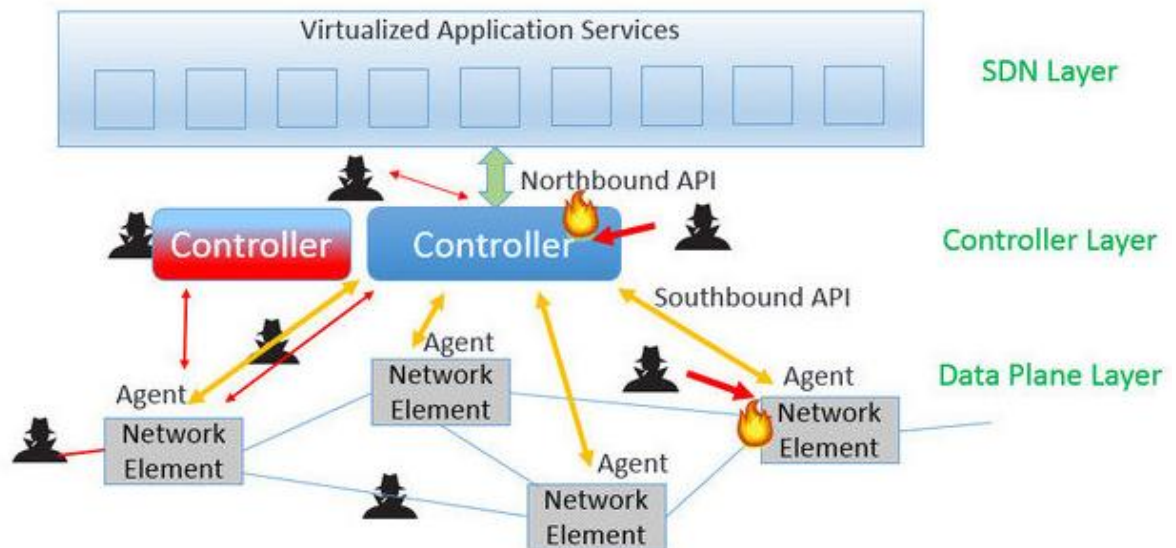 Virtualized Application Services
SDN Layer
Northbound API
Controller
Controller
Controller Layer
Southbound API
Agent
Agent
Agent
Data Plane Layer
Network
Element
Network
Element
Network
Element
Agent
Network
Element